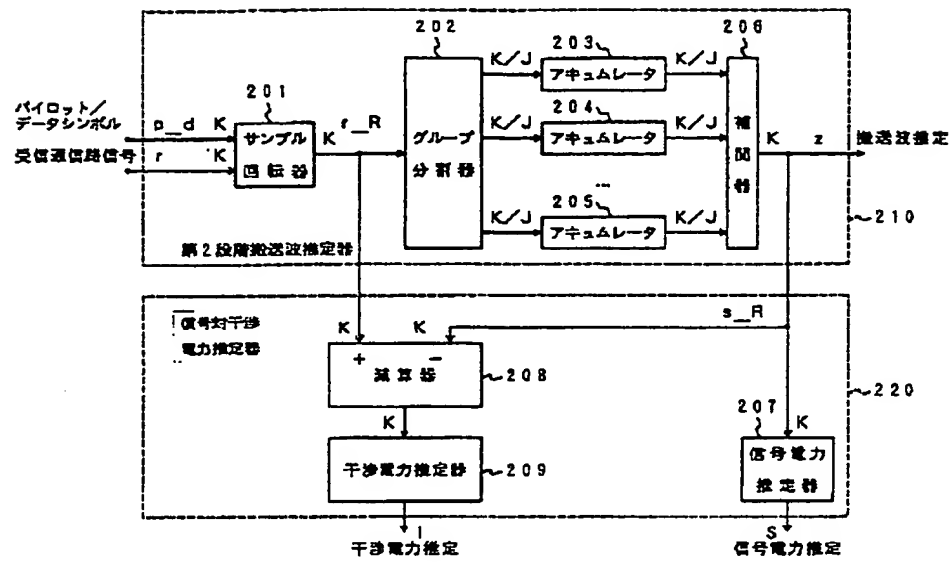 202
206
203
K/J
K/J
アキュムレータ
201
パイロット／
データシンボル
p_d
K
サンプル
回転器
K
r_R
受信通信路信号
r
K
グループ
分割器
204
K/J
K/J
アキュムレータ
補間器
K
z
搬送波推定
…
205
K/J
K/J
アキュムレータ
210
第2段階搬送波推定器
信号対干渉
電力推定器
s_R
K
K
+
−
減算器
208
220
207
K
K
干渉電力推定器
209
信号電力
推定器
I
干渉電力推定
S
信号電力推定